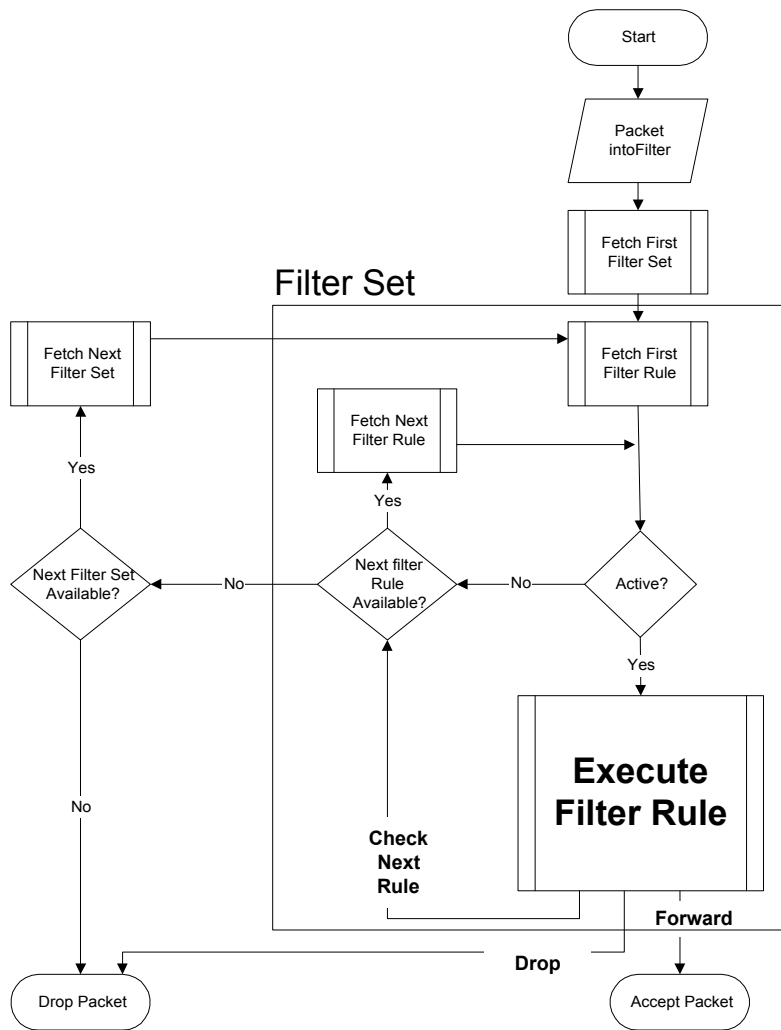 Start
Packet
intoFilter
Fetch First
Filter Set
Filter Set
Fetch Next
Filter Set
Fetch First
Filter Rule
Fetch Next
Filter Rule
Yes
Yes
Next Filter Set
Available?
No
Next filter
Rule
Available?
No
Active?
Yes
Execute
Filter Rule
No
Check
Next
Rule
Forward
Drop
Drop Packet
Accept Packet